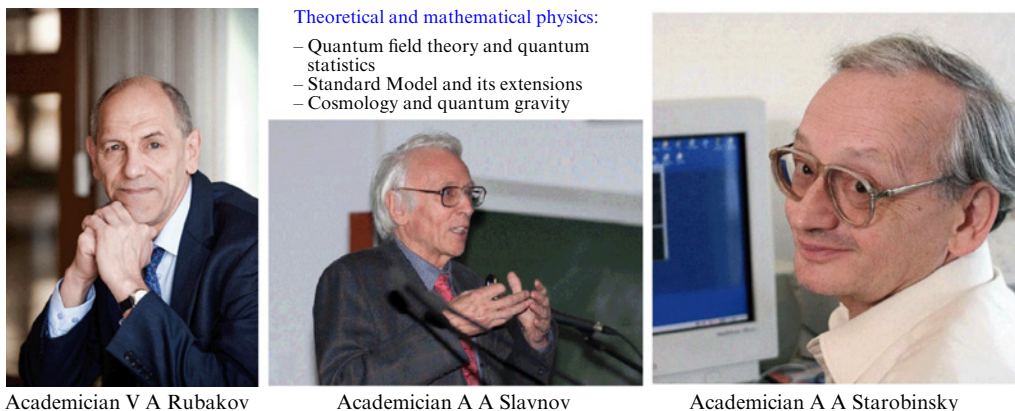 Theoretical and mathematical physics:
– Quantum field theory and quantum
statistics
– Standard Model and its extensions
– Cosmology and quantum gravity
Academician V A Rubakov
Academician A A Slavnov
Academician A A Starobinsky